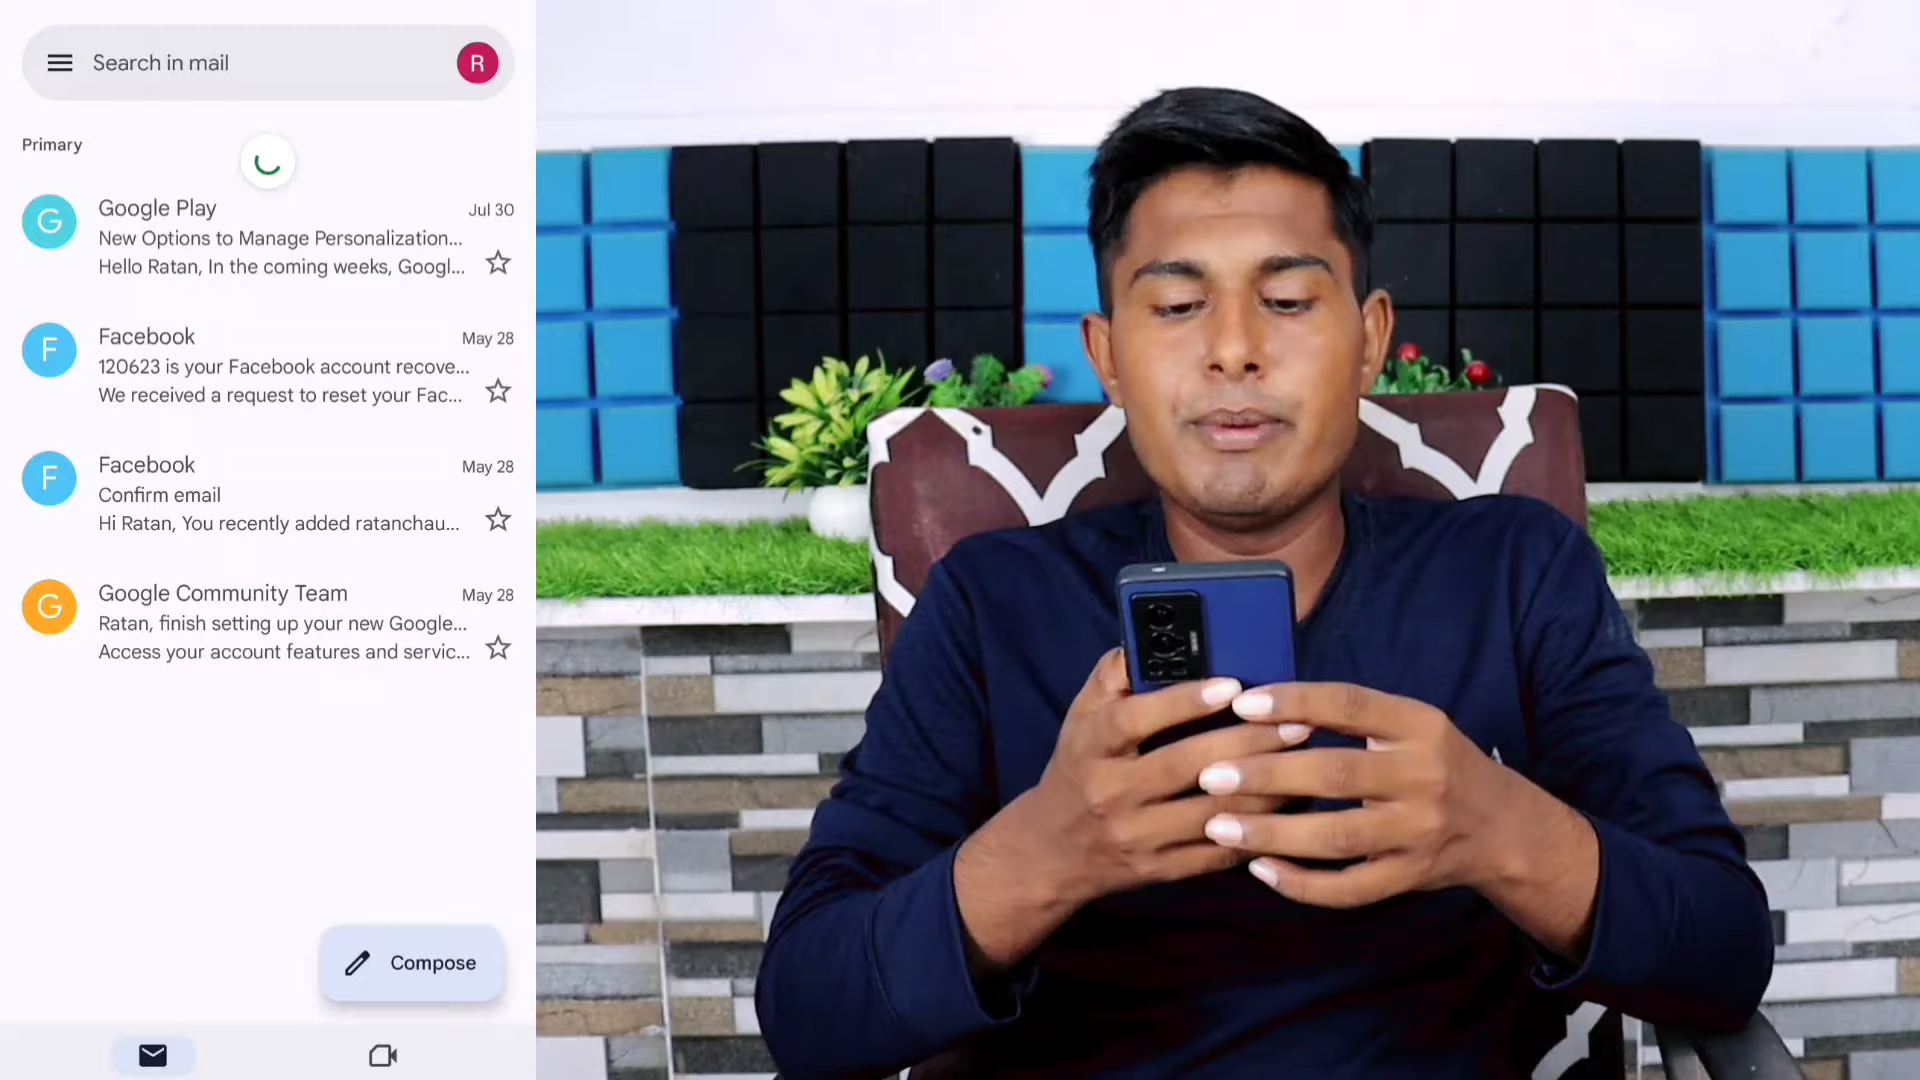 Search in mail
R
Primary
G
Google Play
Jul 30
New Options to Manage Personalization...
Hello Ratan, In the coming weeks, Googl...
F
Facebook
May 28
120623 is your Facebook account recove...
We received a request to reset your Fac...
F
Facebook
May 28
Confirm email
Hi Ratan, You recently added ratanchau...
G
Google Community Team
May 28
Ratan, finish setting up your new Google...
Access your account features and servic...
Compose